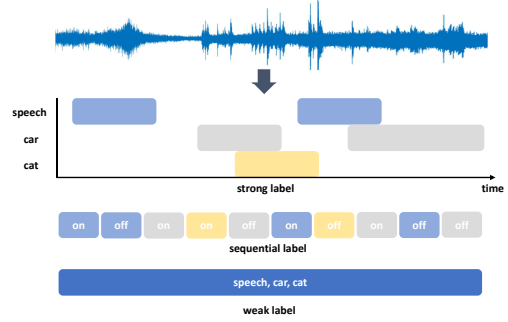 speech
car
cat
strong label
time
on off on on off on off on off off
sequential label
speech, car, cat
weak label